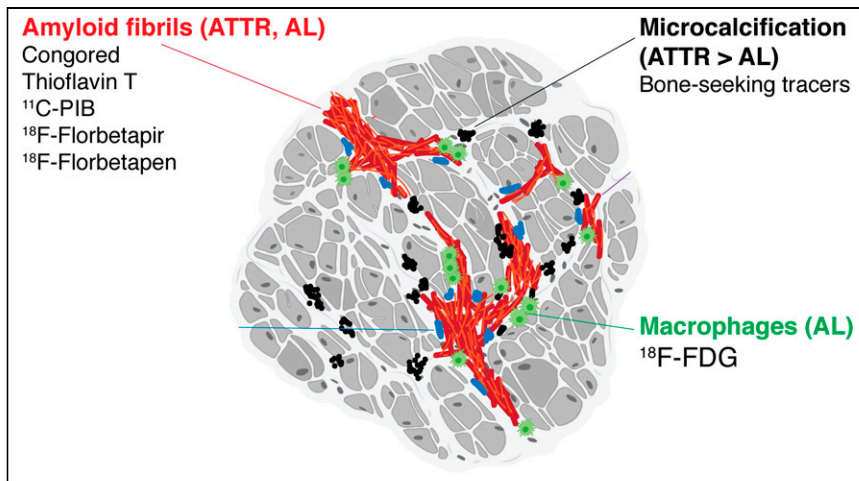 Amyloid fibrils (ATTR, AL)
Congored
Thioflavin T
¹¹C-PIB
¹⁸F-Florbetapir
¹⁸F-Florbetapen
Microcalcification
(ATTR > AL)
Bone-seeking tracers
Macrophages (AL)
¹⁸F-FDG